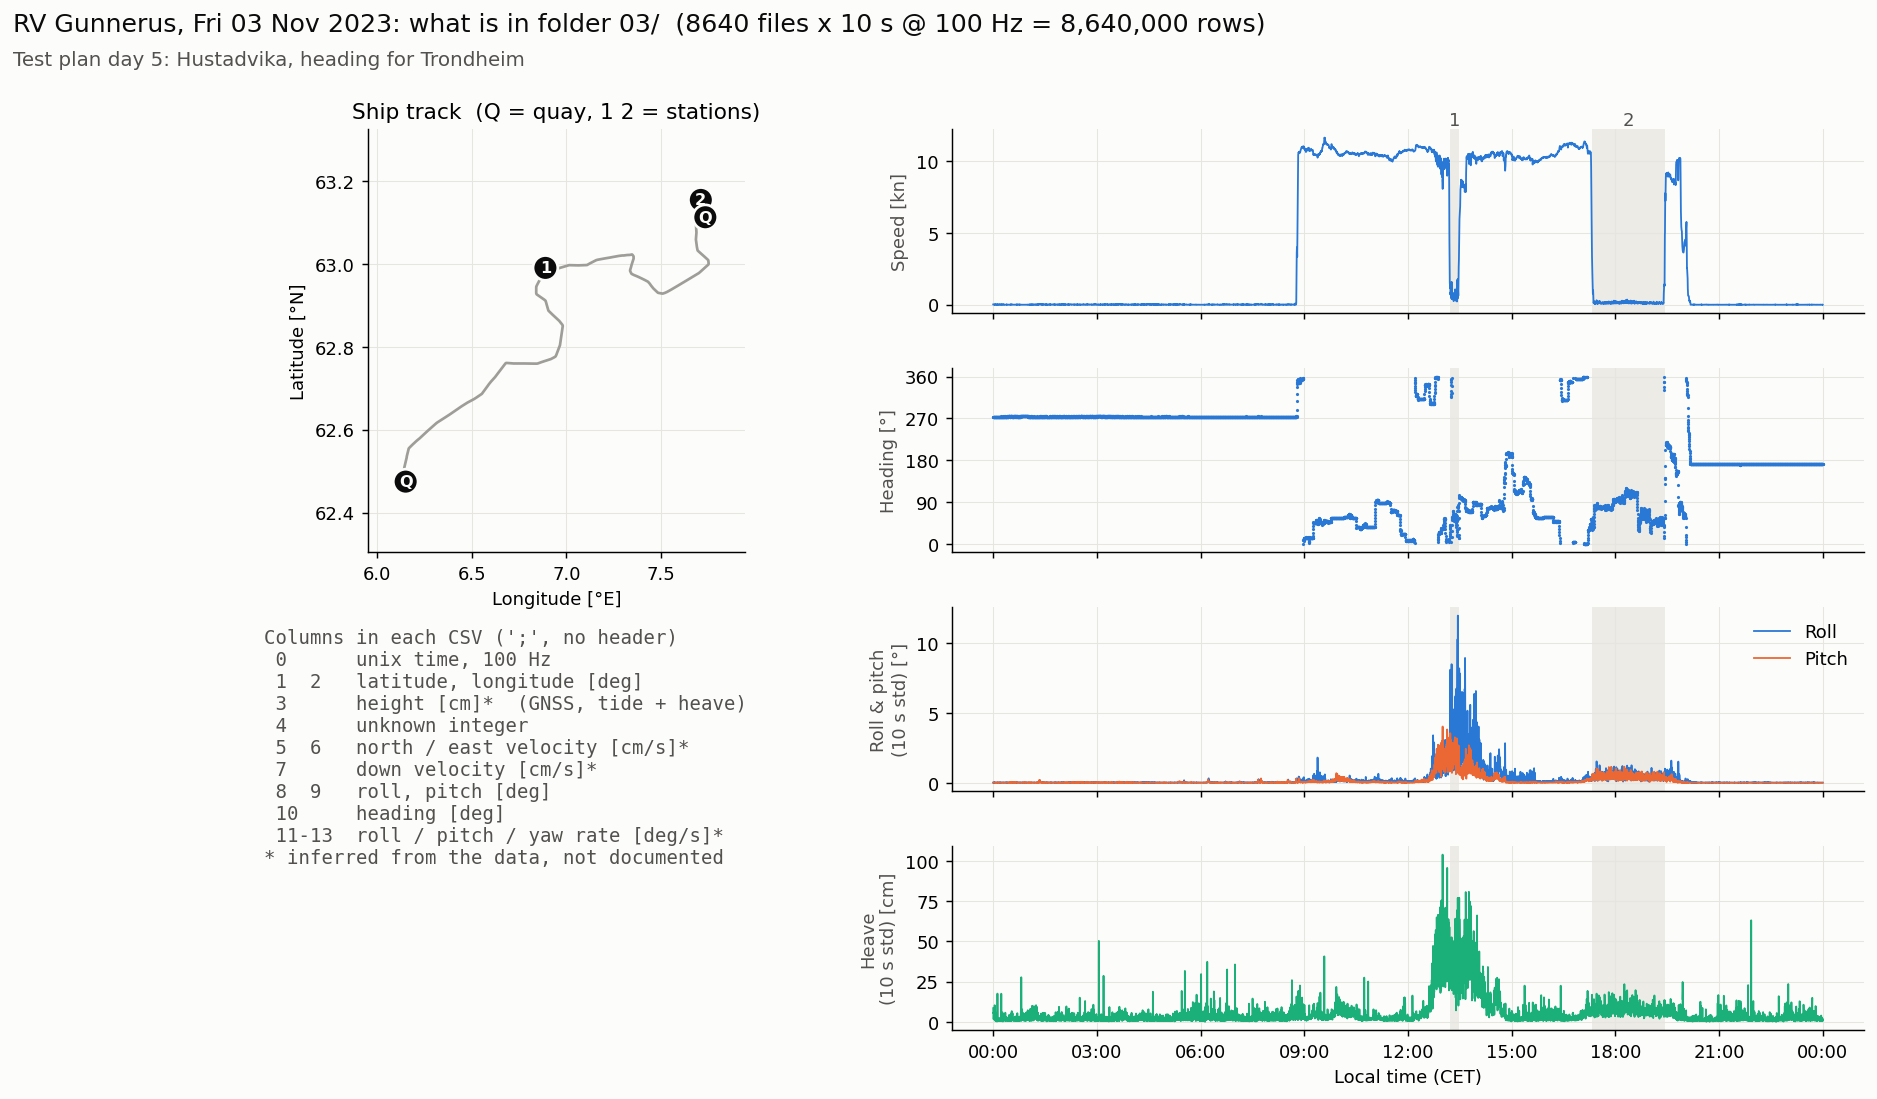 RV Gunnerus, Fri 03 Nov 2023: what is in folder 03/  (8640 files x 10 s @ 100 Hz = 8,640,000 rows)
Test plan day 5: Hustadvika, heading for Trondheim
Ship track  (Q = quay, 1 2 = stations)
63.2
63.0
62.8
62.6
62.4
Latitude [°N]
2
Q
1
Q
6.0 6.5 7.0 7.5
Longitude [°E]
Columns in each CSV (';', no header)
0      unix time, 100 Hz
1  2   latitude, longitude [deg]
3      height [cm]*  (GNSS, tide + heave)
4      unknown integer
5  6   north / east velocity [cm/s]*
7      down velocity [cm/s]*
8  9   roll, pitch [deg]
10     heading [deg]
11-13  roll / pitch / yaw rate [deg/s]*
* inferred from the data, not documented
1 2
10
5
0
Speed [kn]
360
270
180
90
0
Heading [°]
10
5
0
Roll & pitch
(10 s std) [°]
Roll
Pitch
100
75
50
25
0
Heave
(10 s std) [cm]
00:00 03:00 06:00 09:00 12:00 15:00 18:00 21:00 00:00
Local time (CET)